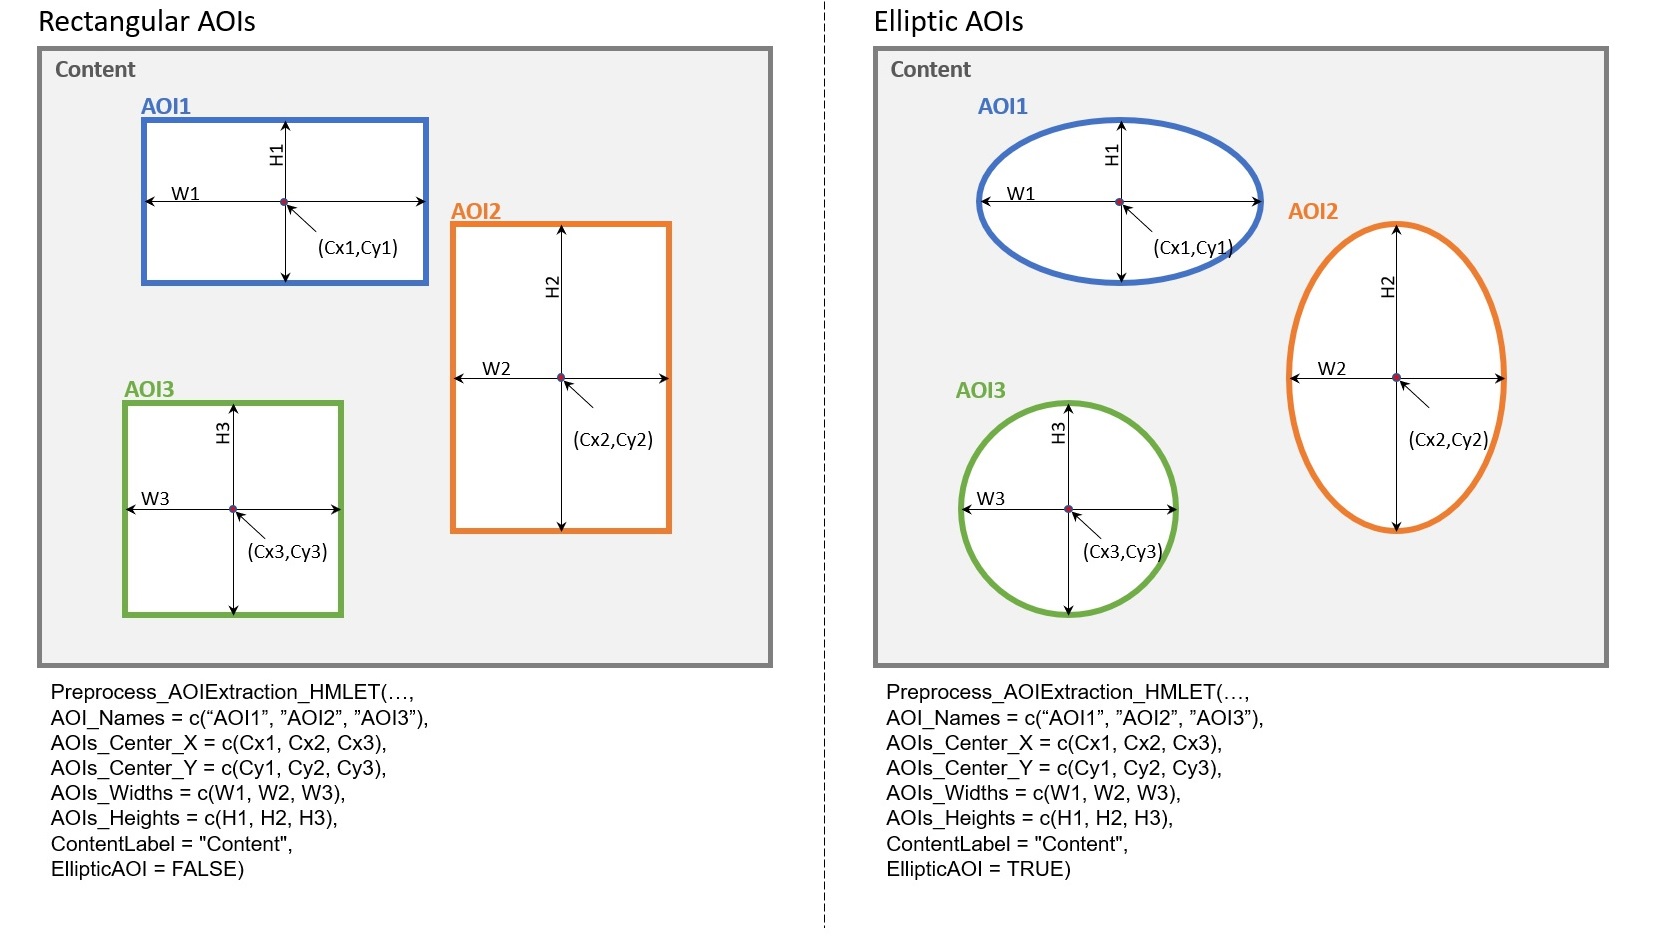 Rectangular AOIs
Content
AOI1
H1
W1
(Cx1,Cy1)
AOI2
H2
W2
(Cx2,Cy2)
AOI3
H3
W3
(Cx3,Cy3)
Preprocess_AOIExtraction_HMLET(…,
AOI_Names = c(“AOI1”, ”AOI2”, ”AOI3”),
AOIs_Center_X = c(Cx1, Cx2, Cx3),
AOIs_Center_Y = c(Cy1, Cy2, Cy3),
AOIs_Widths = c(W1, W2, W3),
AOIs_Heights = c(H1, H2, H3),
ContentLabel = "Content",
EllipticAOI = FALSE)
Elliptic AOIs
Content
AOI1
H1
W1
(Cx1,Cy1)
AOI2
H2
W2
(Cx2,Cy2)
AOI3
H3
W3
(Cx3,Cy3)
Preprocess_AOIExtraction_HMLET(…,
AOI_Names = c(“AOI1”, ”AOI2”, ”AOI3”),
AOIs_Center_X = c(Cx1, Cx2, Cx3),
AOIs_Center_Y = c(Cy1, Cy2, Cy3),
AOIs_Widths = c(W1, W2, W3),
AOIs_Heights = c(H1, H2, H3),
ContentLabel = "Content",
EllipticAOI = TRUE)